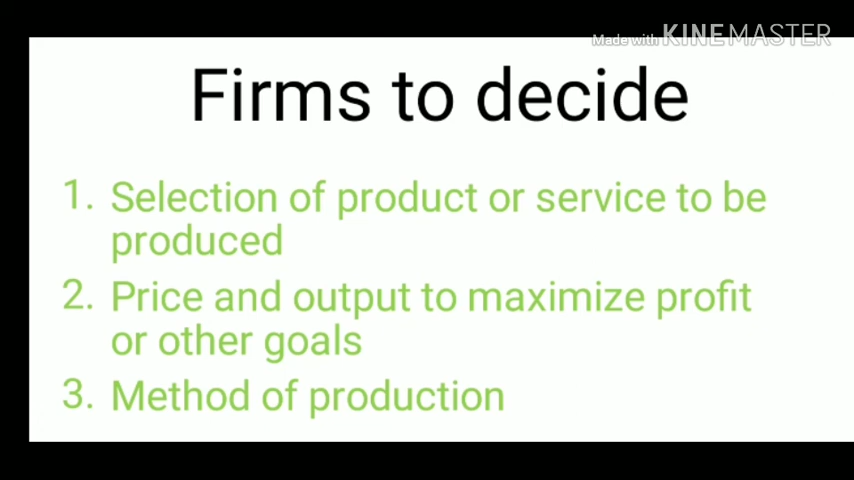 Made with KINEMASTER
Firms to decide
1. Selection of product or service to be
produced
2. Price and output to maximize profit
or other goals
3. Method of production